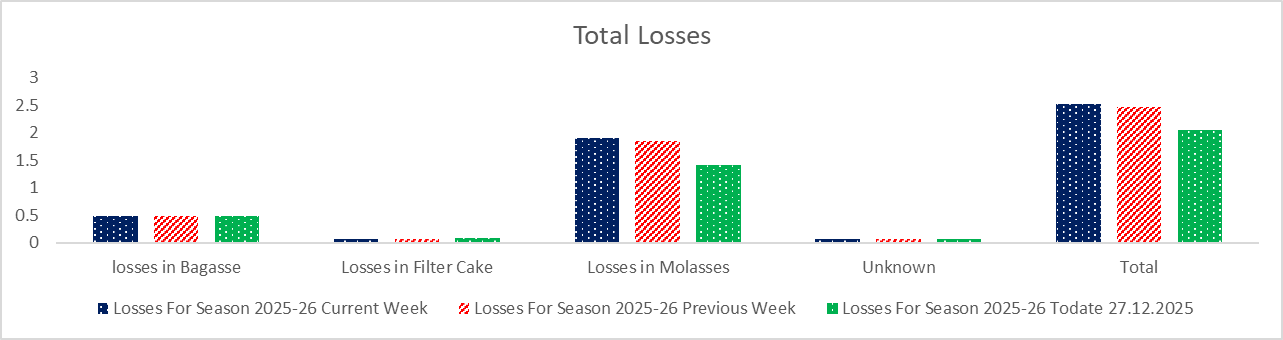 Total Losses
3
2.5
2
1.5
1
0.5
0
losses in Bagasse Losses in Filter Cake Losses in Molasses Unknown Total
Losses For Season 2025-26 Current Week Losses For Season 2025-26 Previous Week Losses For Season 2025-26 Todate 27.12.2025